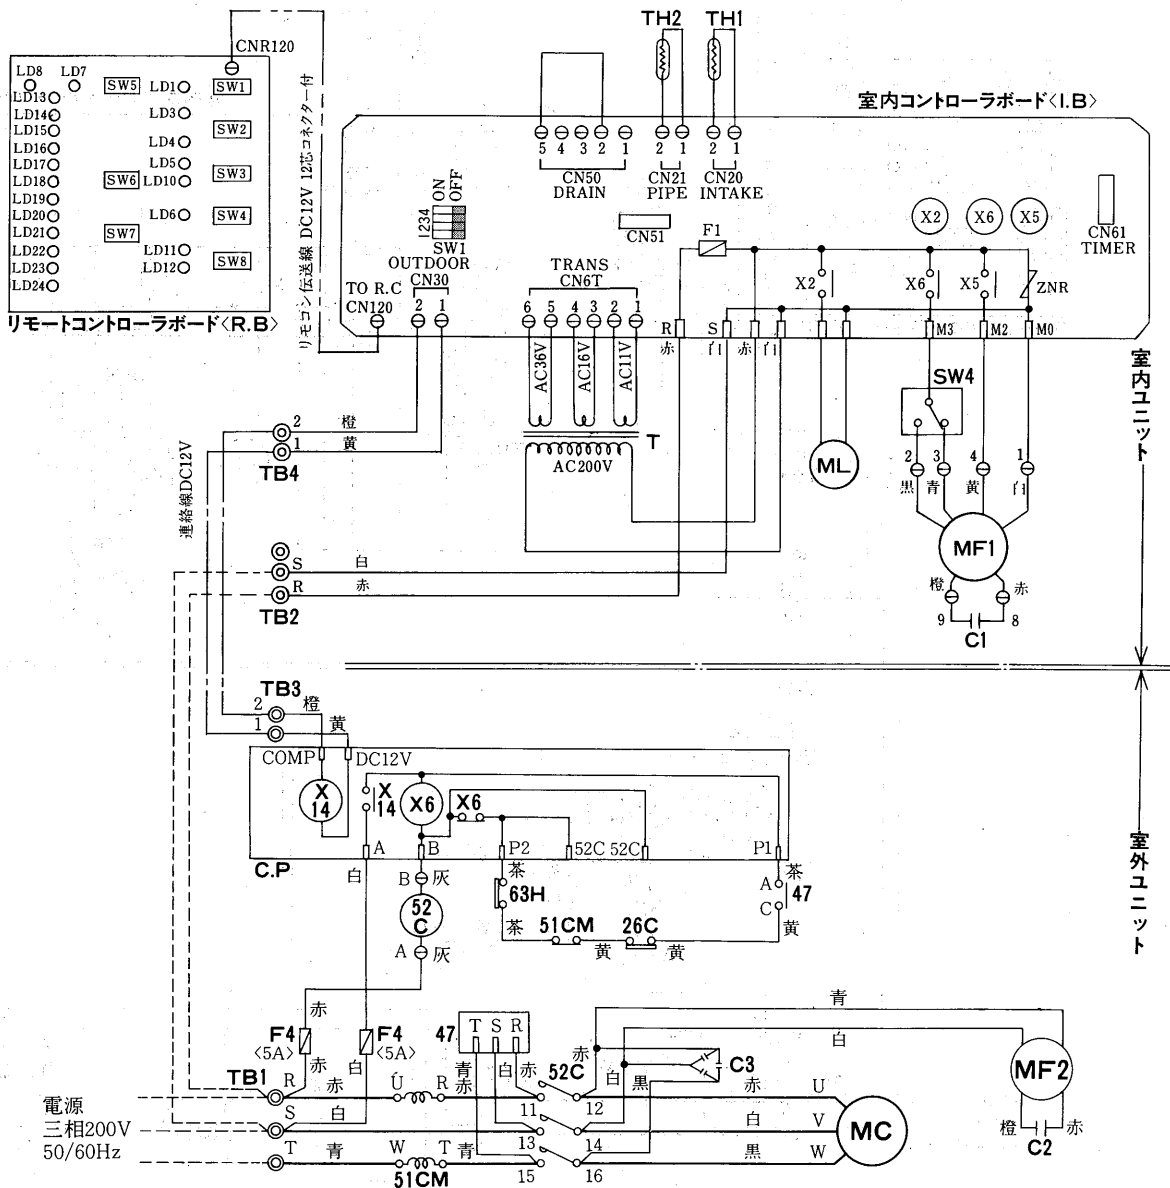 CNR120
LD8 LD7
SW5 LD1 SW1
LD13
LD14 LD3
LD15 SW2
LD16 LD4
LD17 LD5 SW3
LD18 SW6 LD10
LD19
LD20 LD6 SW4
LD21 SW7
LD22 LD11
LD23 LD12 SW8
LD24
リモートコントローラボード〈R.B〉
リモコン伝送線 DC12V 12芯コネクター付
TH2 TH1
室内コントローラボード〈I.B〉
5 4 3 2 1 2 1 2 1
CN50 CN21 CN20
DRAIN PIPE INTAKE
ON OFF
1234
SW1
CN51
F1
X2 X6 X5
CN61
TIMER
OUTDOOR
CN30
TRANS
CN6T
TO R.C
CN120
2 1
6 5 4 3 2 1
X2 X6 X5 ZNR
R S M3 M2 M0
赤 白 赤 白
AC36V AC16V AC11V
T
AC200V
SW4
ML
2 3 4 1
黒 青 黄 白
MF1
橙 赤
9 8
C1
室内ユニット
2 橙
1 黄
TB4
連絡線DC12V
S 白
R 赤
TB2
TB3
2 橙
1 黄
COMP DC12V
X14 X14 X6 X6
A B P2 52C 52C P1
C.P
白 B 灰 茶 茶
63H A 47
52C C
茶 51CM 26C 黄
A 灰 黄 黄
室外ユニット
赤 白
F4 F4
〈5A〉 〈5A〉
赤 白
47 T S R
青 白 赤
52C
青
白
赤 白 黒
C3
MF2
橙 赤
C2
TB1
電源
三相200V
50/60Hz
R 赤 U R 赤 11 12 赤 U
S 白 13 14 白 V
T 青 W T 青 15 16 黒 W
51CM
MC